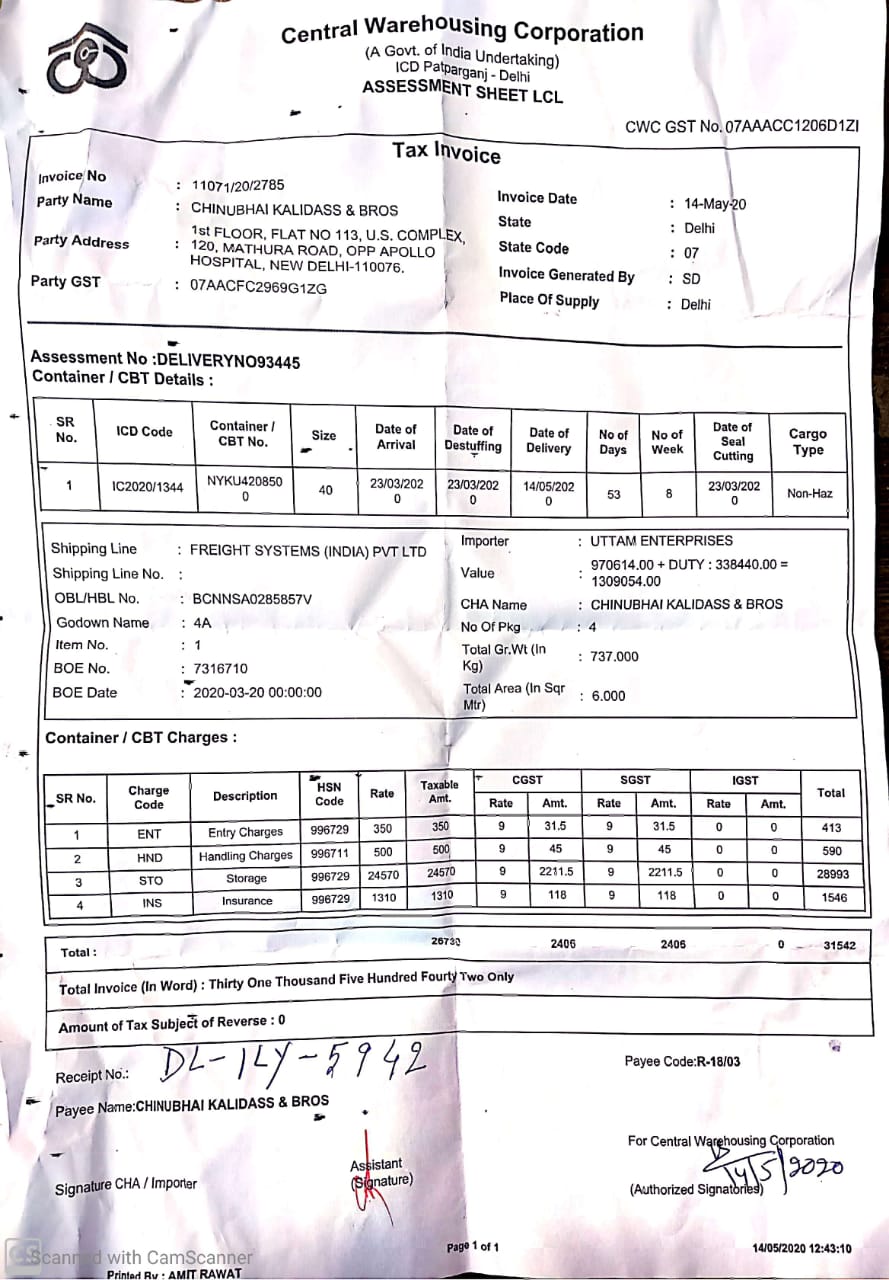 Central Warehousing Corporation
(A Govt. of India Undertaking)
ICD Patparganj - Delhi
ASSESSMENT SHEET LCL
CWC GST No. 07AAACC1206D1ZI
Tax Invoice
Invoice No : 11071/20/2785
Party Name : CHINUBHAI KALIDASS & BROS
Party Address : 1st FLOOR, FLAT NO 113, U.S. COMPLEX,
120, MATHURA ROAD, OPP APOLLO
HOSPITAL, NEW DELHI-110076.
Party GST : 07AACFC2969G1ZG
Invoice Date : 14-May-20
State : Delhi
State Code : 07
Invoice Generated By : SD
Place Of Supply : Delhi
Assessment No :DELIVERYNO93445
Container / CBT Details :
SR No. ICD Code Container / CBT No. Size Date of Arrival Date of Destuffing Date of Delivery No of Days No of Week Date of Seal Cutting Cargo Type
1 IC2020/1344 NYKU4208500 40 23/03/2020 23/03/2020 14/05/2020 53 8 23/03/2020 Non-Haz
Shipping Line : FREIGHT SYSTEMS (INDIA) PVT LTD
Shipping Line No. :
OBL/HBL No. : BCNNSA0285857V
Godown Name : 4A
Item No. : 1
BOE No. : 7316710
BOE Date : 2020-03-20 00:00:00
Importer : UTTAM ENTERPRISES
Value : 970614.00 + DUTY : 338440.00 =
1309054.00
CHA Name : CHINUBHAI KALIDASS & BROS
No Of Pkg : 4
Total Gr.Wt (In Kg) : 737.000
Total Area (In Sqr Mtr) : 6.000
Container / CBT Charges :
SR No. Charge Code Description HSN Code Rate Taxable Amt. CGST SGST IGST Total
Rate Amt. Rate Amt. Rate Amt.
1 ENT Entry Charges 996729 350 350 9 31.5 9 31.5 0 0 413
2 HND Handling Charges 996711 500 500 9 45 9 45 0 0 590
3 STO Storage 996729 24570 24570 9 2211.5 9 2211.5 0 0 28993
4 INS Insurance 996729 1310 1310 9 118 9 118 0 0 1546
Total : 26730 2406 2406 0 31542
Total Invoice (In Word) : Thirty One Thousand Five Hundred Fourty Two Only
Amount of Tax Subject of Reverse : 0
Receipt No.: DL-ILY-5942
Payee Code:R-18/03
Payee Name:CHINUBHAI KALIDASS & BROS
For Central Warehousing Corporation
14/5/2020
Signature CHA / Importer
Assistant
(Signature)
(Authorized Signatories)
CS Scanned with CamScanner
Page 1 of 1
14/05/2020 12:43:10
Printed By : AMIT RAWAT